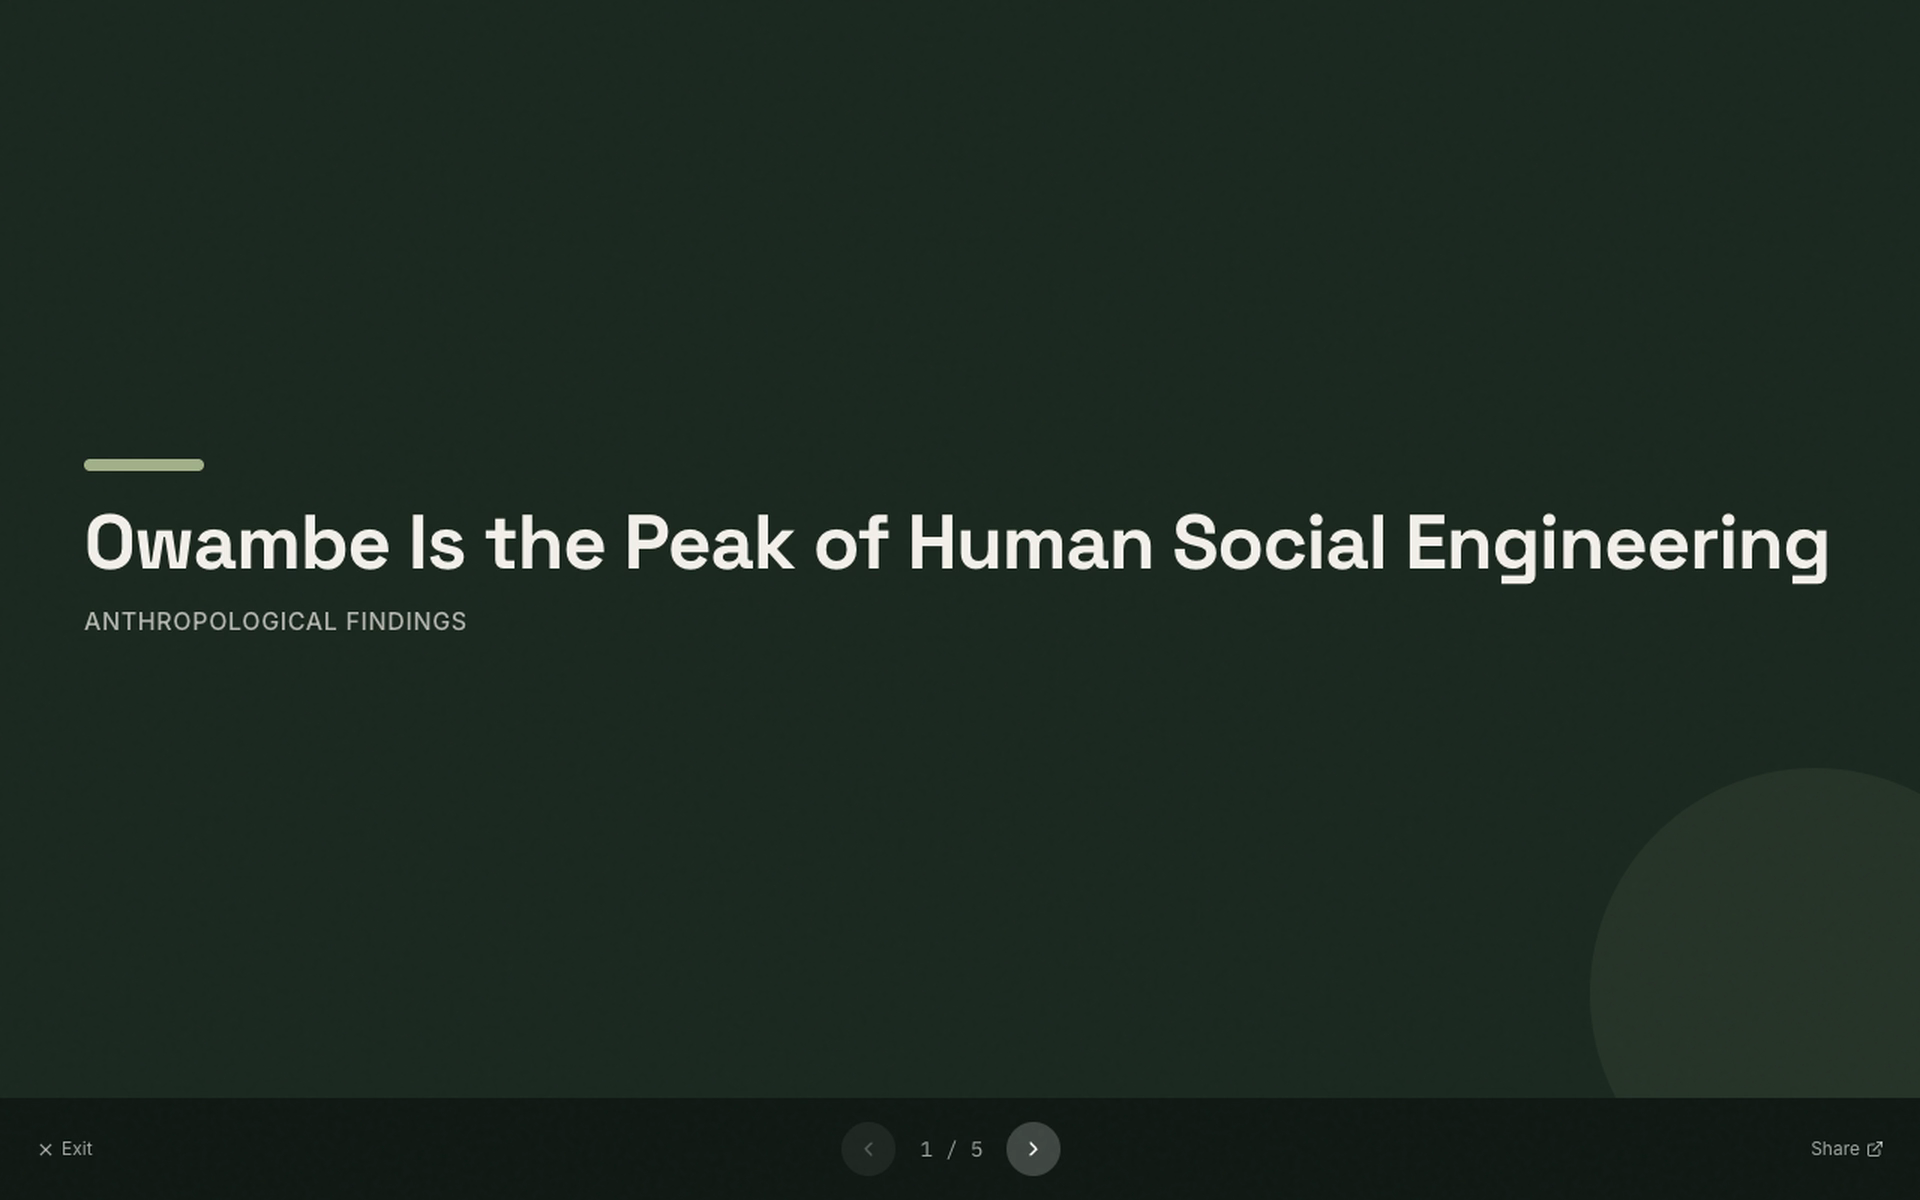 Owambe Is the Peak of Human Social Engineering
ANTHROPOLOGICAL FINDINGS
Exit
1 / 5
Share